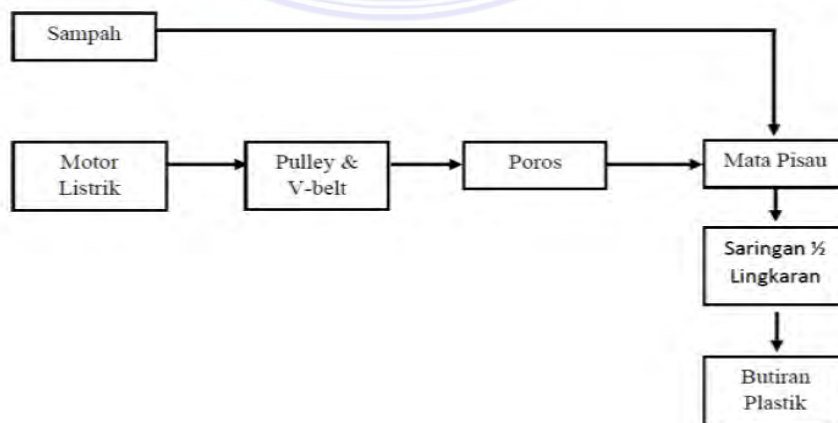 Sampah
Motor
Listrik
Pulley &
V-belt
Poros
Mata Pisau
Saringan ½
Lingkaran
Butiran
Plastik